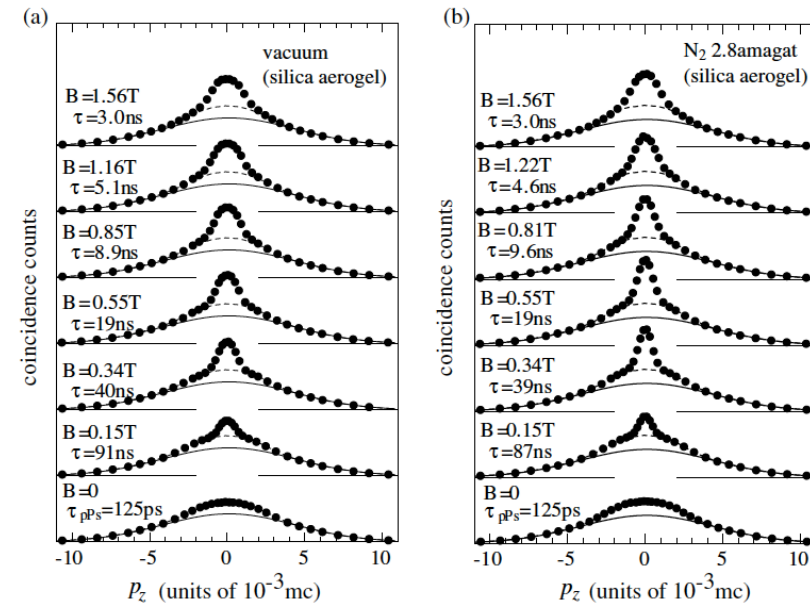 (a)
vacuum
(silica aerogel)
B=1.56T
τ=3.0ns
B=1.16T
τ=5.1ns
B=0.85T
τ=8.9ns
B=0.55T
τ=19ns
B=0.34T
τ=40ns
B=0.15T
τ=91ns
B=0
τpPs=125ps
coincidence counts
-10 -5 0 5 10
pz (units of 10-3mc)
(b)
N2 2.8amagat
(silica aerogel)
B=1.56T
τ=3.0ns
B=1.22T
τ=4.6ns
B=0.81T
τ=9.6ns
B=0.55T
τ=19ns
B=0.34T
τ=39ns
B=0.15T
τ=87ns
B=0
τpPs=125ps
coincidence counts
-10 -5 0 5 10
pz (units of 10-3mc)